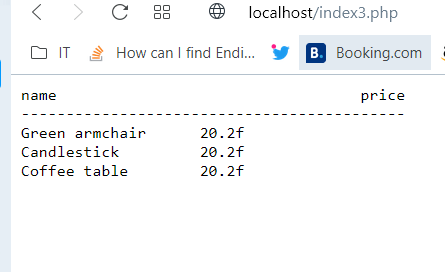 localhost/index3.php
IT How can I find Endi... B. Booking.com
name price
-------------------------------------------
Green armchair 20.2f
Candlestick 20.2f
Coffee table 20.2f